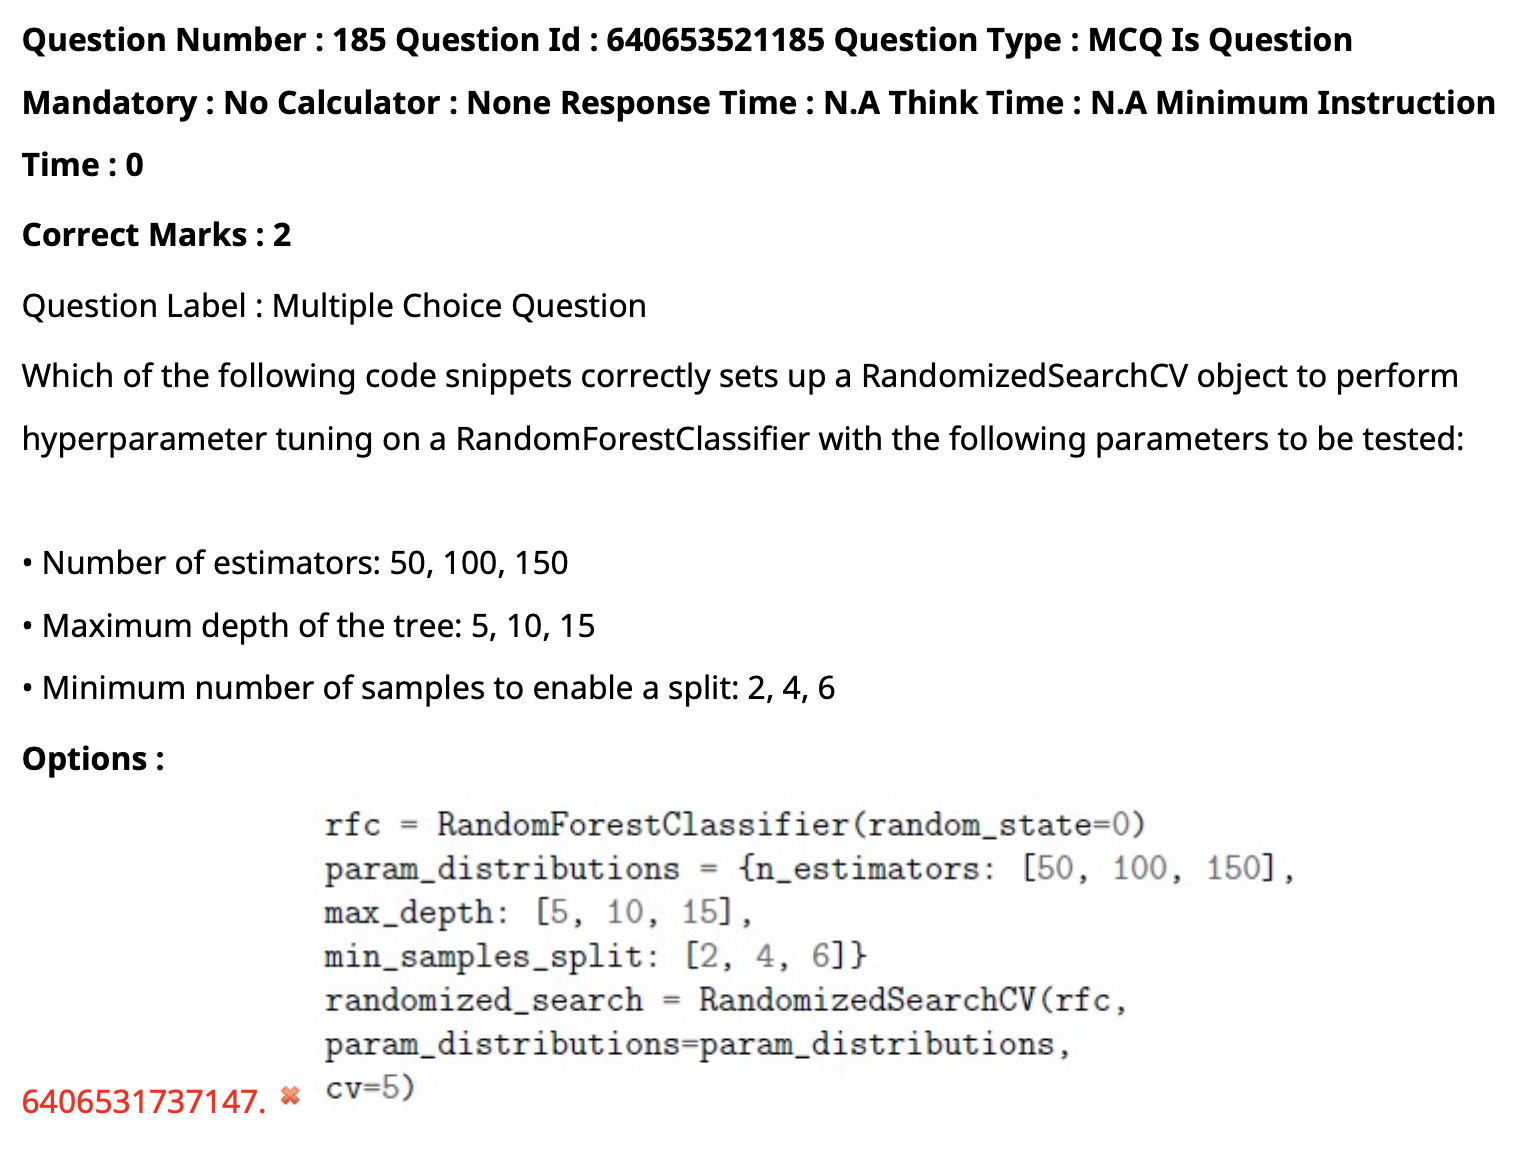 Question Number : 185 Question Id : 640653521185 Question Type : MCQ Is Question
Mandatory : No Calculator : None Response Time : N.A Think Time : N.A Minimum Instruction
Time : 0
Correct Marks : 2
Question Label : Multiple Choice Question
Which of the following code snippets correctly sets up a RandomizedSearchCV object to perform
hyperparameter tuning on a RandomForestClassifier with the following parameters to be tested:
• Number of estimators: 50, 100, 150
• Maximum depth of the tree: 5, 10, 15
• Minimum number of samples to enable a split: 2, 4, 6
Options :
rfc = RandomForestClassifier(random_state=0)
param_distributions = {n_estimators: [50, 100, 150],
max_depth: [5, 10, 15],
min_samples_split: [2, 4, 6]}
randomized_search = RandomizedSearchCV(rfc,
param_distributions=param_distributions,
cv=5)
6406531737147. ✖